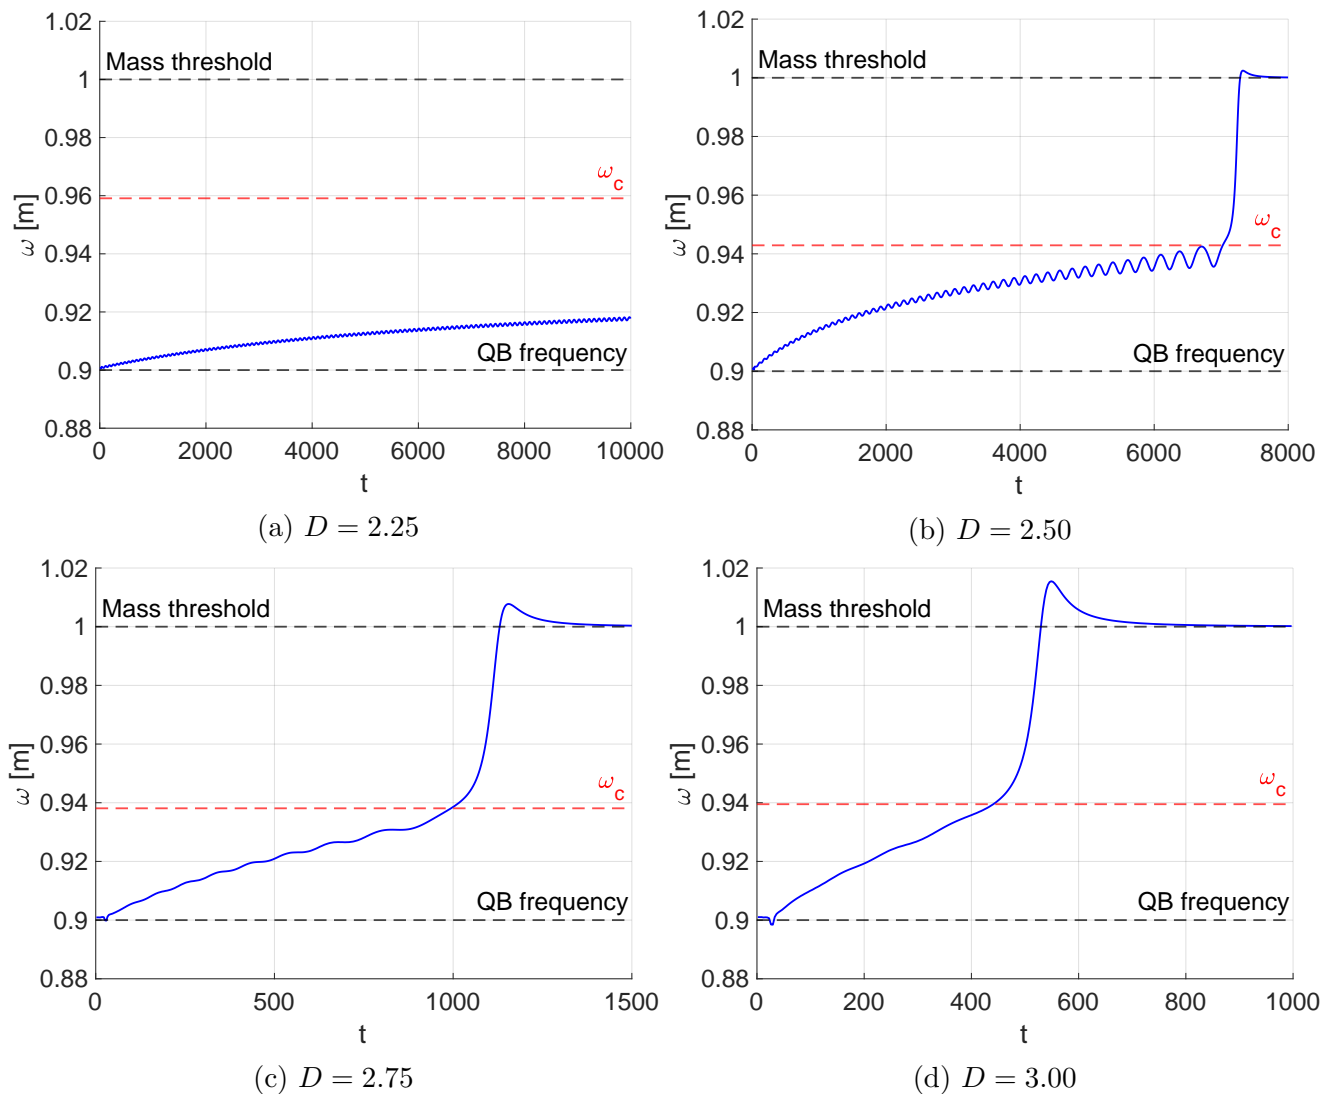 1.02
Mass threshold
1
0.98
ω_c
0.96
ω [m]
0.94
0.92
QB frequency
0.9
0.88
0 2000 4000 6000 8000 10000
t
(a) D = 2.25
1.02
Mass threshold
1
0.98
0.96
ω [m]
ω_c
0.94
0.92
QB frequency
0.9
0.88
0 2000 4000 6000 8000
t
(b) D = 2.50
1.02
Mass threshold
1
0.98
0.96
ω [m]
ω_c
0.94
0.92
QB frequency
0.9
0.88
0 500 1000 1500
t
(c) D = 2.75
1.02
Mass threshold
1
0.98
0.96
ω [m]
ω_c
0.94
0.92
QB frequency
0.9
0.88
0 200 400 600 800 1000
t
(d) D = 3.00